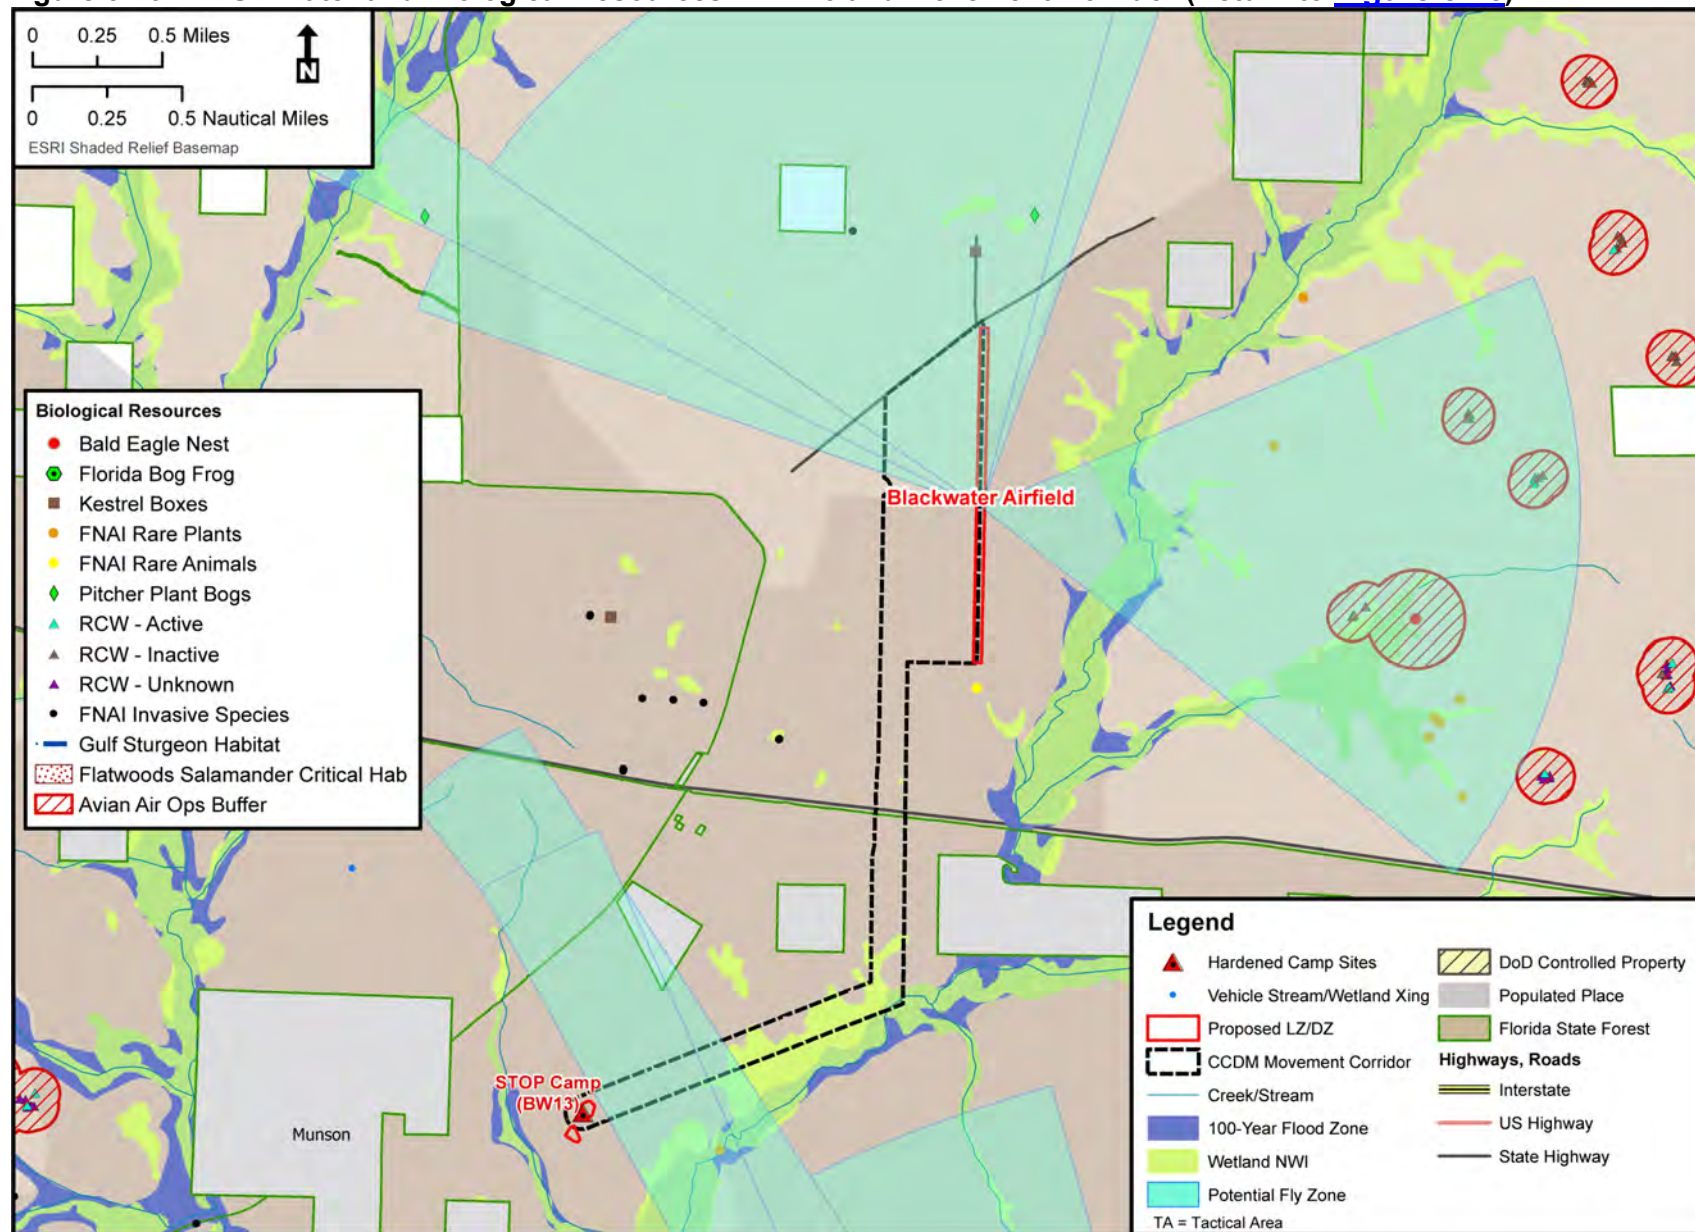 0 0.25 0.5 Miles
N
0 0.25 0.5 Nautical Miles
ESRI Shaded Relief Basemap
Biological Resources
Bald Eagle Nest
Florida Bog Frog
Kestrel Boxes
FNAI Rare Plants
FNAI Rare Animals
Pitcher Plant Bogs
RCW - Active
RCW - Inactive
RCW - Unknown
FNAI Invasive Species
Gulf Sturgeon Habitat
Flatwoods Salamander Critical Hab
Avian Air Ops Buffer
Blackwater Airfield
STOP Camp
(BW13)
Munson
Legend
Hardened Camp Sites
Vehicle Stream/Wetland Xing
Proposed LZ/DZ
CCDM Movement Corridor
Creek/Stream
100-Year Flood Zone
Wetland NWI
Potential Fly Zone
TA = Tactical Area
DoD Controlled Property
Populated Place
Florida State Forest
Highways, Roads
Interstate
US Highway
State Highway